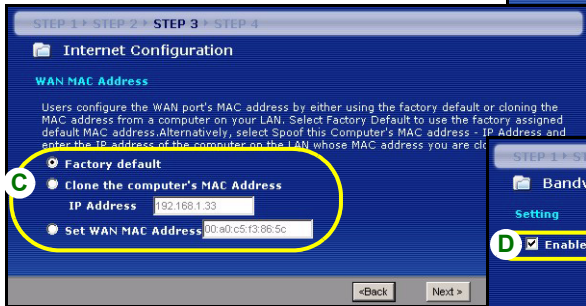 STEP 1 STEP 2 STEP 3 STEP 4
Internet Configuration
WAN MAC Address
Users configure the WAN port's MAC address by either using the factory default or cloning the
MAC address from a computer on your LAN. Select Factory Default to use the factory assigned
default MAC address.Alternatively, select Spoof this Computer's MAC address - IP Address and
enter the IP address of the computer on the LAN whose MAC address you are clo
Factory default
C
Clone the computer's MAC Address
IP Address 192.168.1.33
Set WAN MAC Address 00:a0:c5:f3:86:5c
<Back Next >
STEP 1 ST
Bandv
Setting
D
Enable